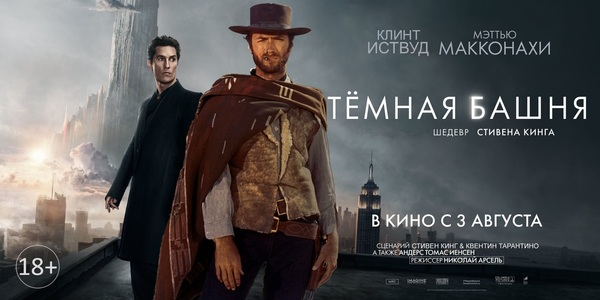 КЛИНТ
ИСТВУД
МЭТТЬЮ
МАККОНАХИ
ТЁМНАЯ БАШНЯ
ШЕДЕВР СТИВЕНА КИНГА
В КИНО С 3 АВГУСТА
СЦЕНАРИЙ СТИВЕН КИНГ & КВЕНТИН ТАРАНТИНО
А ТАКЖЕ АНДЕРС ТОМАС ЙЕНСЕН
РЕЖИССЕР НИКОЛАЙ АРСЕЛЬ
18+